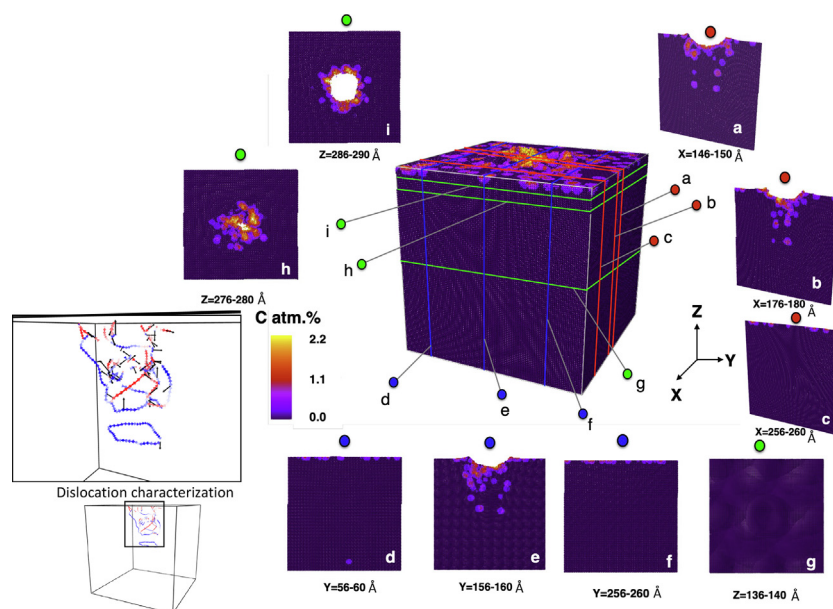 i
Z=286-290 Å
a
X=146-150 Å
h
Z=276-280 Å
b
X=176-180 Å
a
b
c
i
h
g
d
e
f
Z
Y
X
C atm.%
2.2
1.1
0.0
c
X=256-260 Å
Dislocation characterization
d
Y=56-60 Å
e
Y=156-160 Å
f
Y=256-260 Å
g
Z=136-140 Å